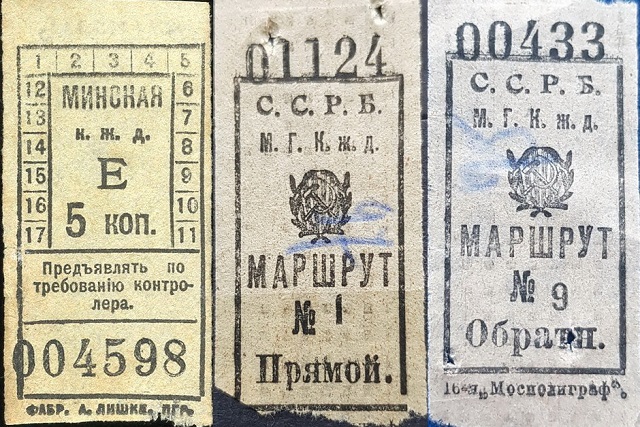 1 2 3 4 5
12 6
13 7
14 8
15 9
16 10
17 11
МИНСКАЯ
к. ж. д.
Е
5 коп.
Предъявлять по
требованию контро-
лера.
004598
ФАБР. А. ЛИШКЕ, ПГР.
01124
С. С. Р. Б.
М. Г. К. ж. д.
МАРШРУТ
№ 1
Прямой.
00433
С. С. Р. Б.
М. Г. К. ж. д.
МАРШРУТ
№ 9
Обратн.
16-я „Мосполиграф“.